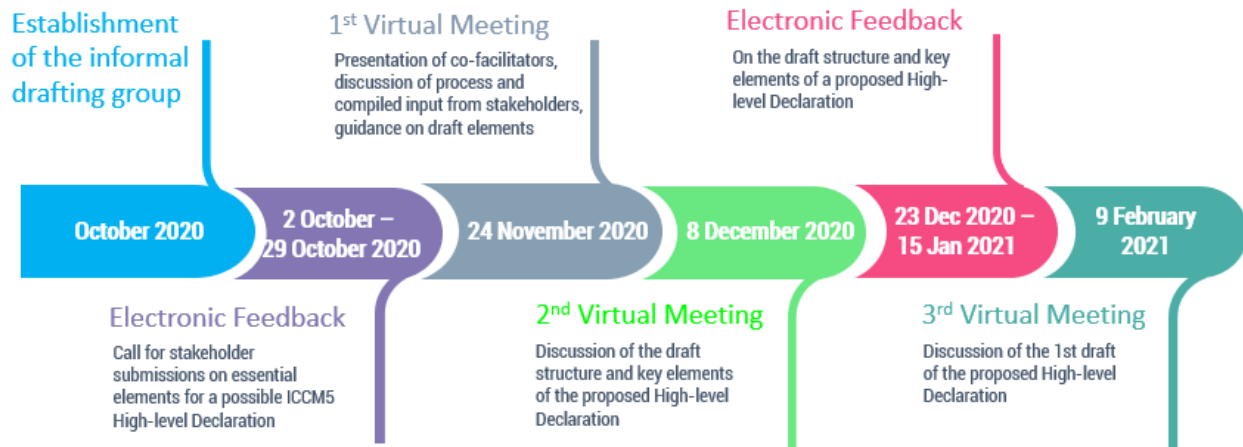 Establishment
of the informal
drafting group
1st Virtual Meeting
Presentation of co-facilitators,
discussion of process and
compiled input from stakeholders,
guidance on draft elements
Electronic Feedback
On the draft structure and key
elements of a proposed High-
level Declaration
October 2020
2 October –
29 October 2020
24 November 2020
8 December 2020
23 Dec 2020 –
15 Jan 2021
9 February
2021
Electronic Feedback
Call for stakeholder
submissions on essential
elements for a possible ICCM5
High-level Declaration
2nd Virtual Meeting
Discussion of the draft
structure and key elements
of the proposed High-level
Declaration
3rd Virtual Meeting
Discussion of the 1st draft
of the proposed High-level
Declaration